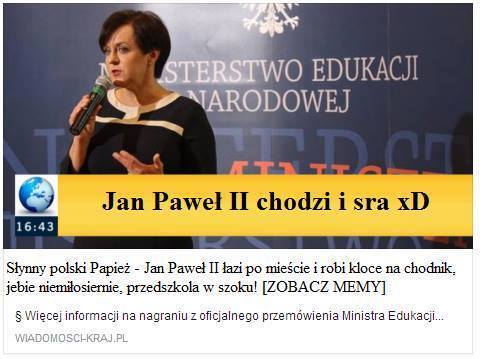 MINISTERSTWO EDUKACJI
NARODOWEJ
Jan Paweł II chodzi i sra xD
16:43
Słynny polski Papież - Jan Paweł II łazi po mieście i robi kloce na chodnik,
jebie niemiłosiernie, przedszkola w szoku! [ZOBACZ MEMY]
§ Więcej informacji na nagraniu z oficjalnego przemówienia Ministra Edukacji...
WIADOMOSCI-KRAJ.PL